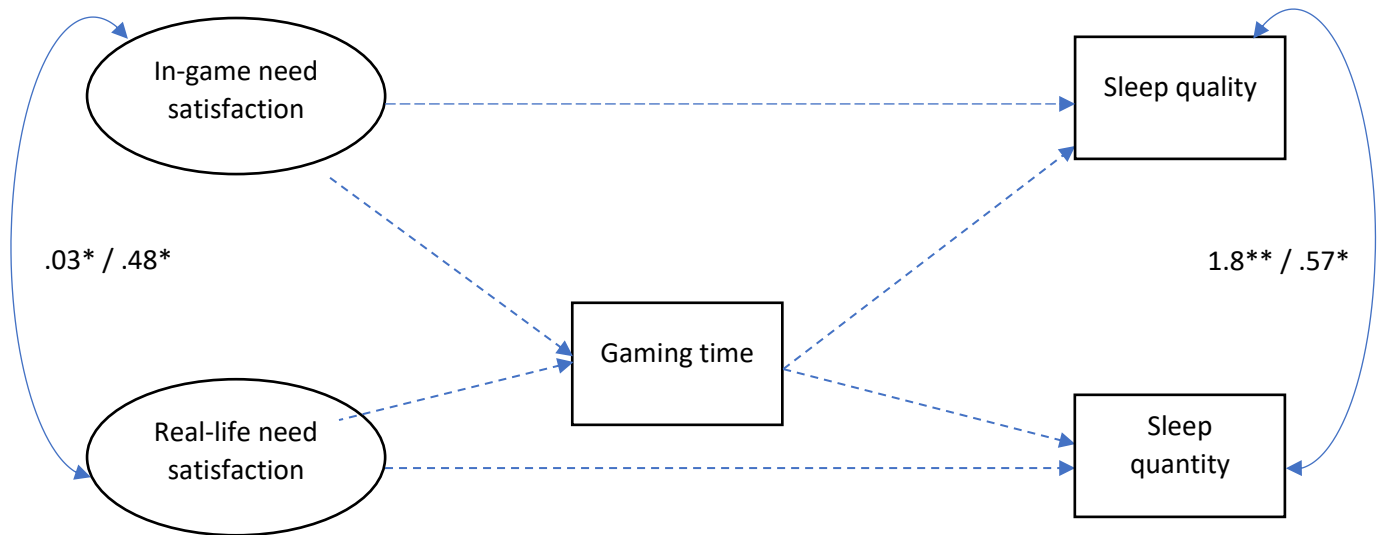 In-game need
satisfaction
Sleep quality
.03* / .48*
1.8** / .57*
Gaming time
Real-life need
satisfaction
Sleep
quantity